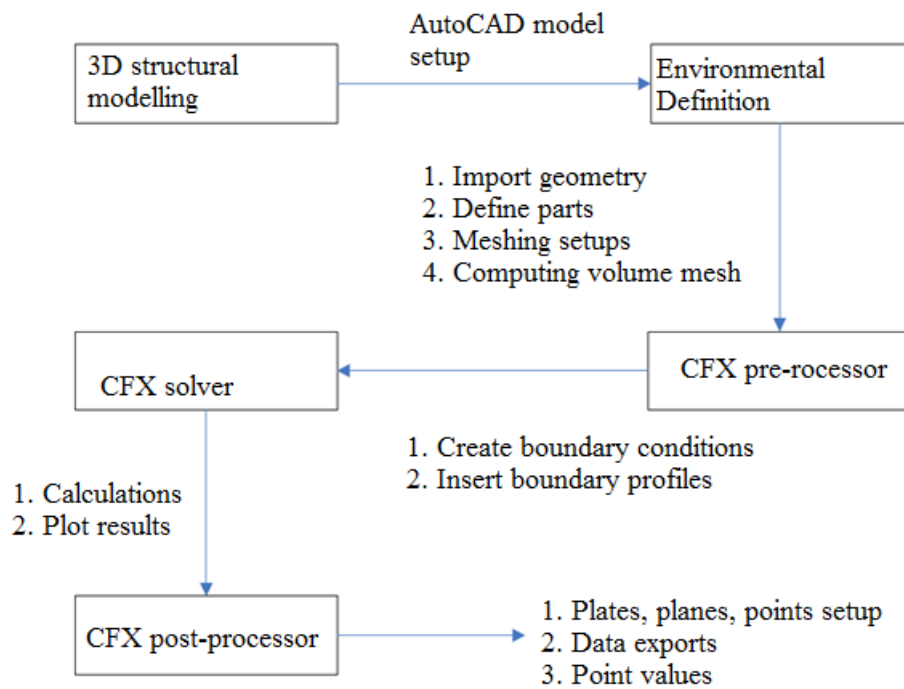 AutoCAD model
setup
3D structural
modelling
Environmental
Definition
1. Import geometry
2. Define parts
3. Meshing setups
4. Computing volume mesh
CFX pre-rocessor
CFX solver
1. Create boundary conditions
2. Insert boundary profiles
1. Calculations
2. Plot results
CFX post-processor
1. Plates, planes, points setup
2. Data exports
3. Point values